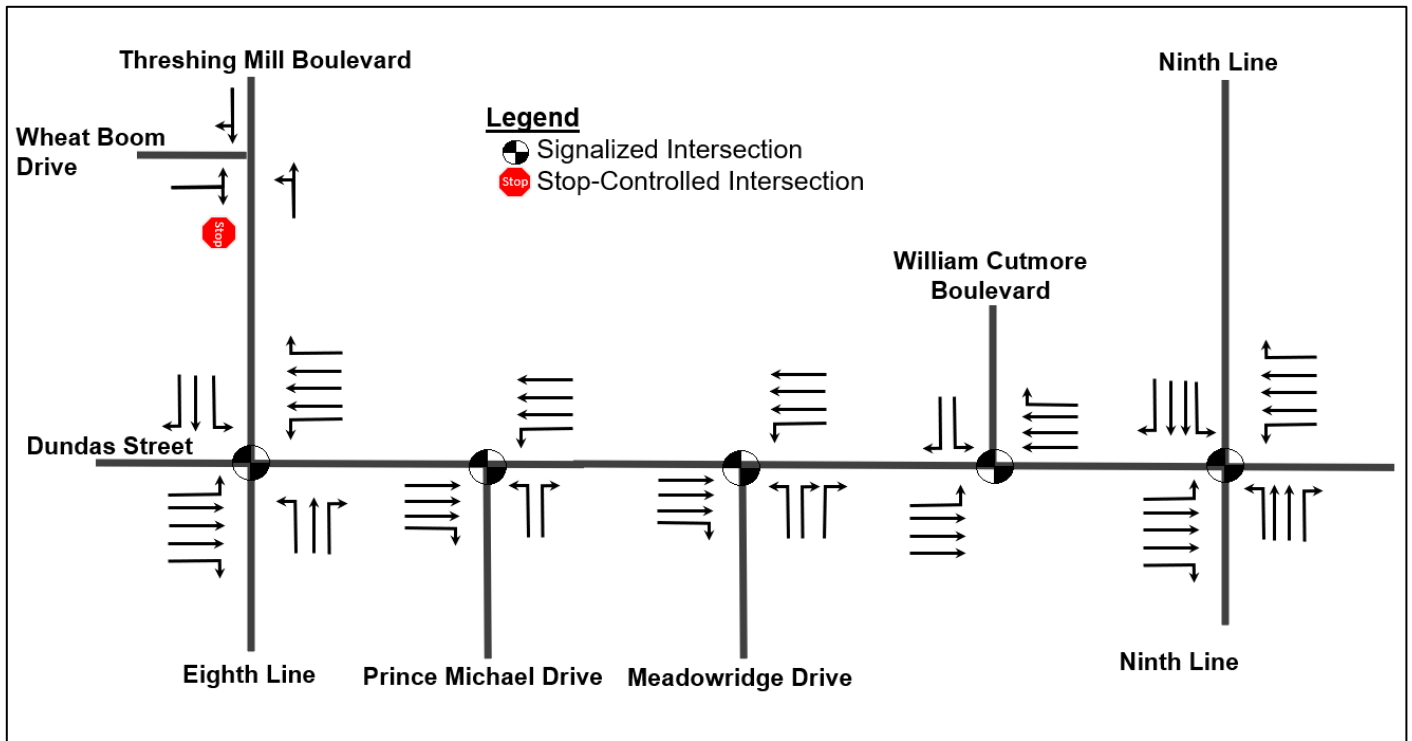 Threshing Mill Boulevard
Ninth Line
Wheat Boom
Drive
Legend
Signalized Intersection
Stop Stop-Controlled Intersection
Stop
William Cutmore
Boulevard
Dundas Street
Eighth Line
Prince Michael Drive
Meadowridge Drive
Ninth Line